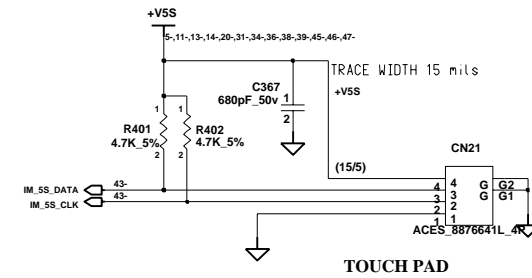 +V5S
5-,11-,13-,14-,20-,31-,34-,36-,38-,39-,45-,46-,47-
TRACE WIDTH 15 mils
+V5S
C367
680pF_50v
1
2
1
1
R401
4.7K_5%
R402
4.7K_5%
2
2
CN21
(15/5)
IM_5S_DATA
43-
IM_5S_CLK
43-
4
3
2
1
4
3
2
1
G
G
G2
G1
ACES_8876641L_4P
TOUCH PAD